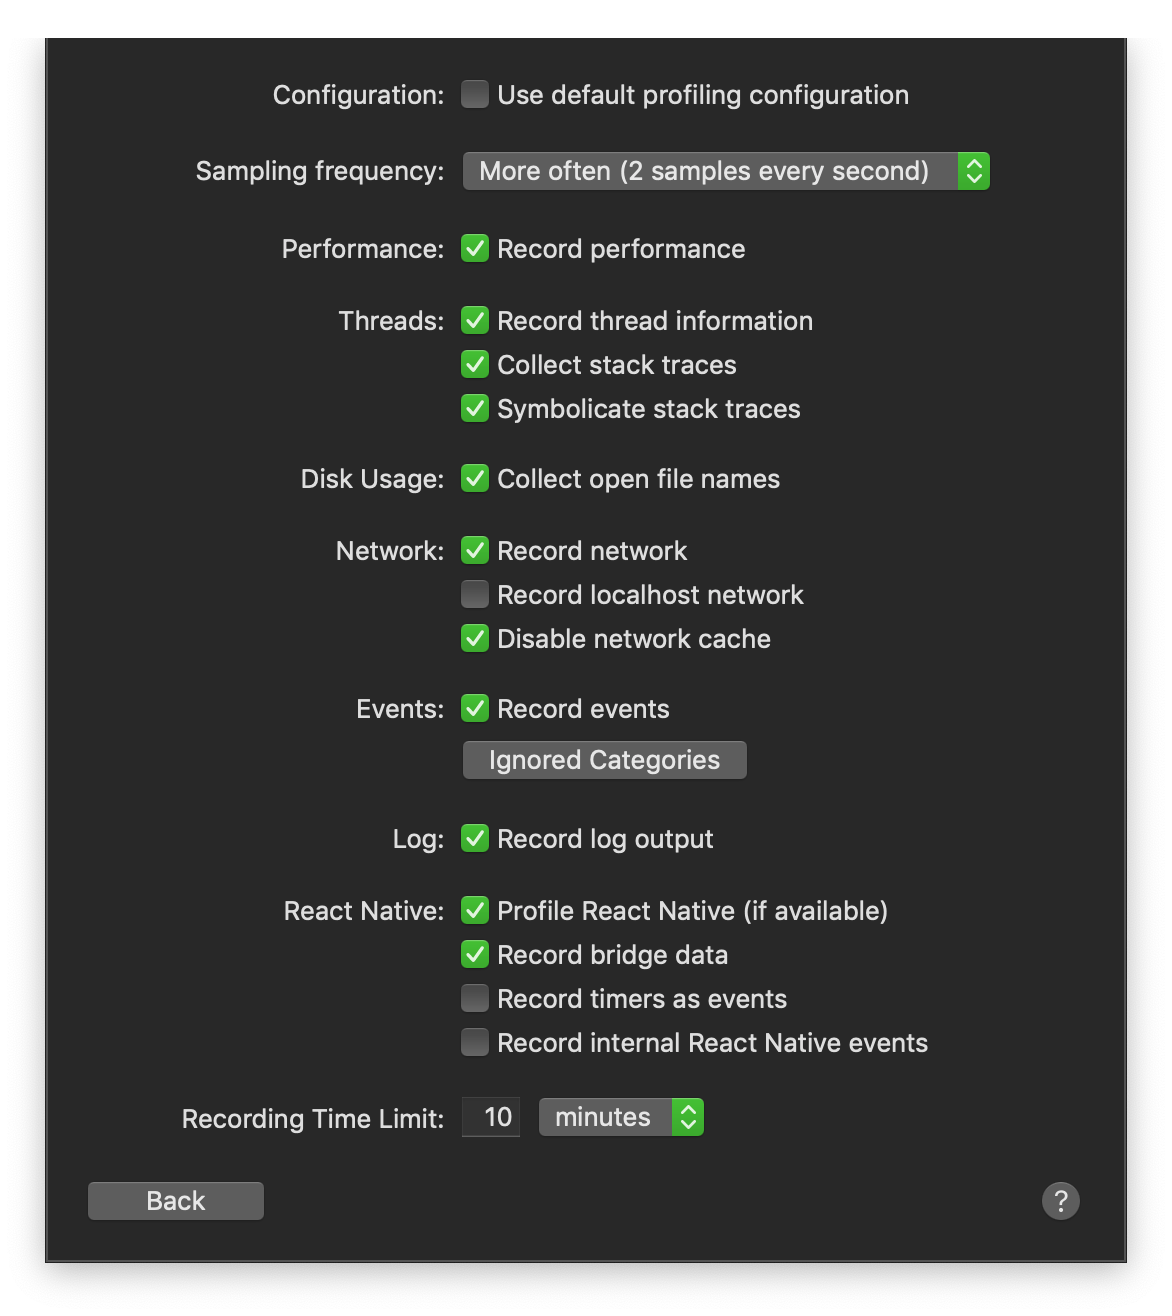 Configuration: Use default profiling configuration
Sampling frequency: More often (2 samples every second)
Performance: Record performance
Threads: Record thread information
Collect stack traces
Symbolicate stack traces
Disk Usage: Collect open file names
Network: Record network
Record localhost network
Disable network cache
Events: Record events
Ignored Categories
Log: Record log output
React Native: Profile React Native (if available)
Record bridge data
Record timers as events
Record internal React Native events
Recording Time Limit: 10 minutes
Back ?